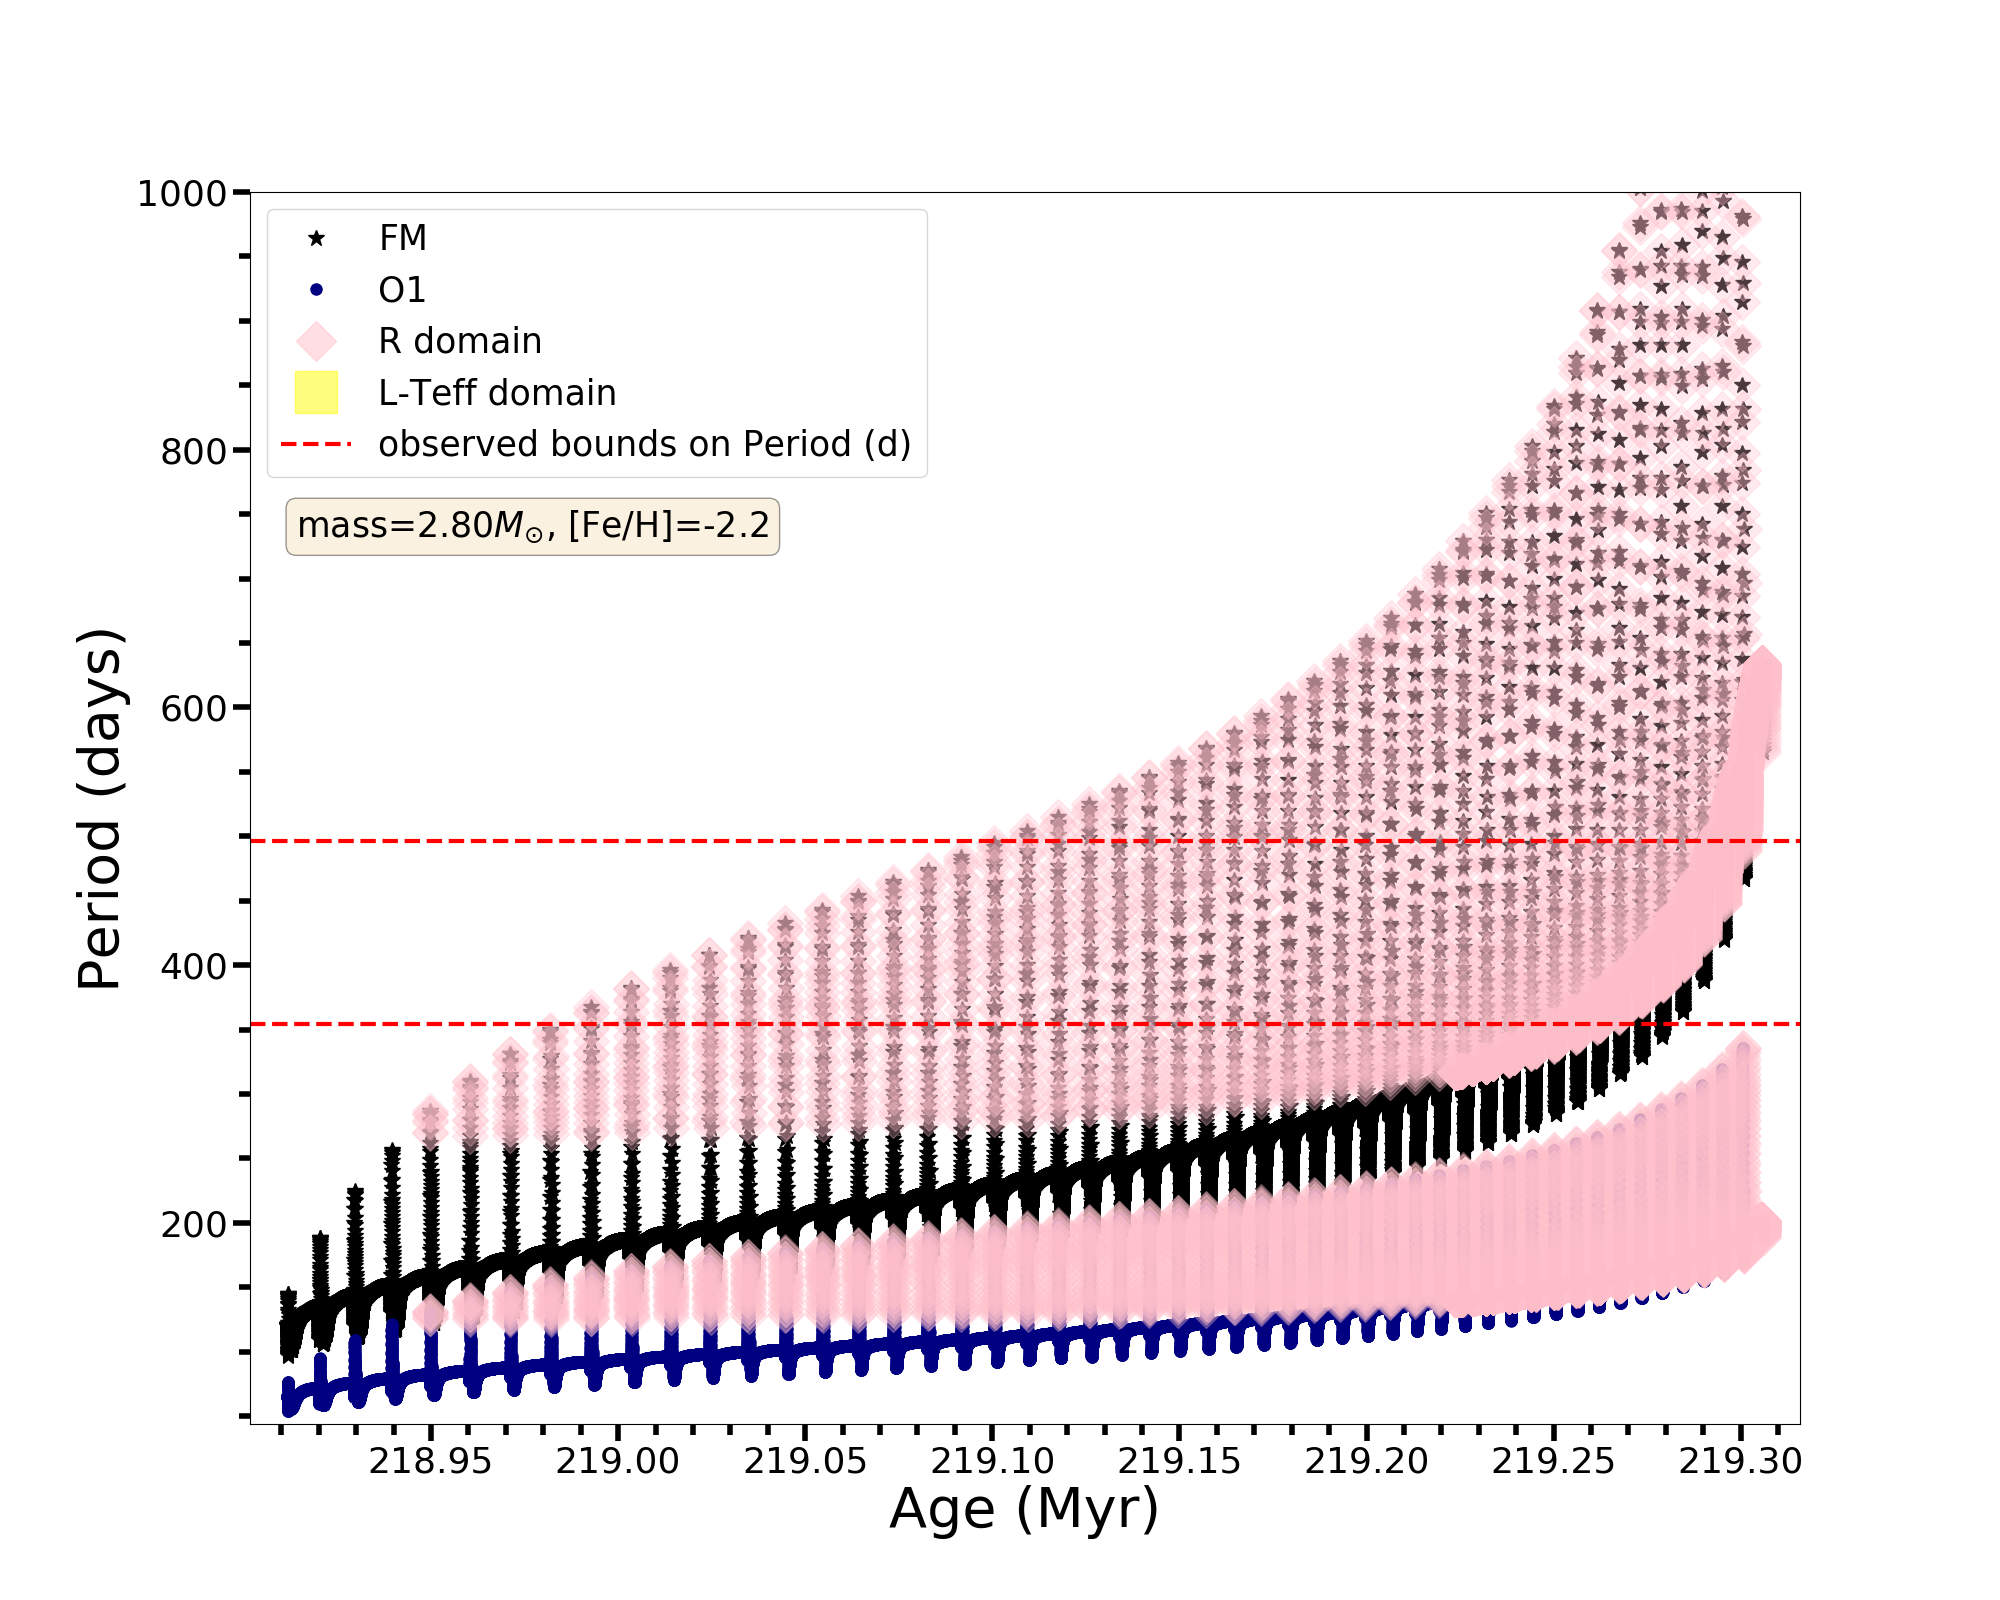 1000
800
600
400
200
Period (days)
FM
O1
R domain
L-Teff domain
observed bounds on Period (d)
mass=2.80M☉, [Fe/H]=-2.2
218.95 219.00 219.05 219.10 219.15 219.20 219.25 219.30
Age (Myr)